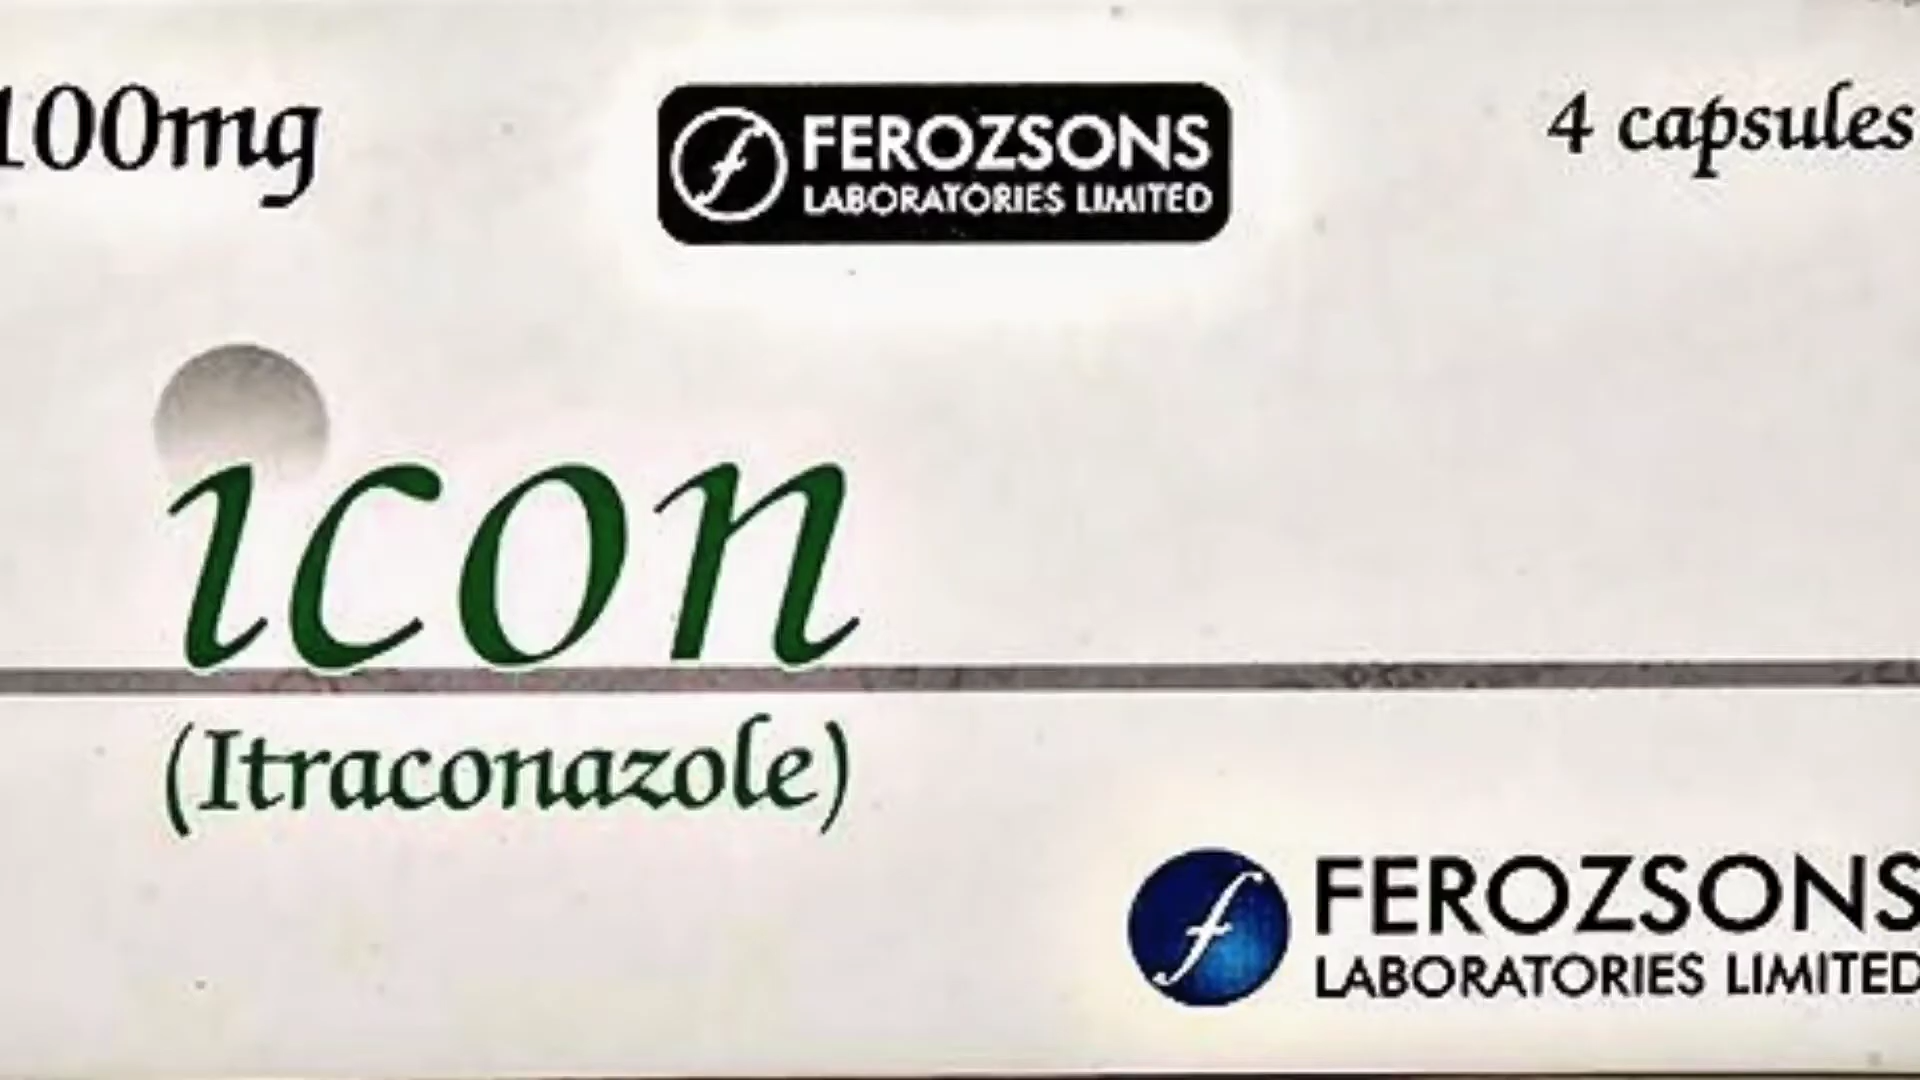 100mg
FEROZSONS
LABORATORIES LIMITED
4 capsules
icon
(Itraconazole)
FEROZSONS
LABORATORIES LIMITED